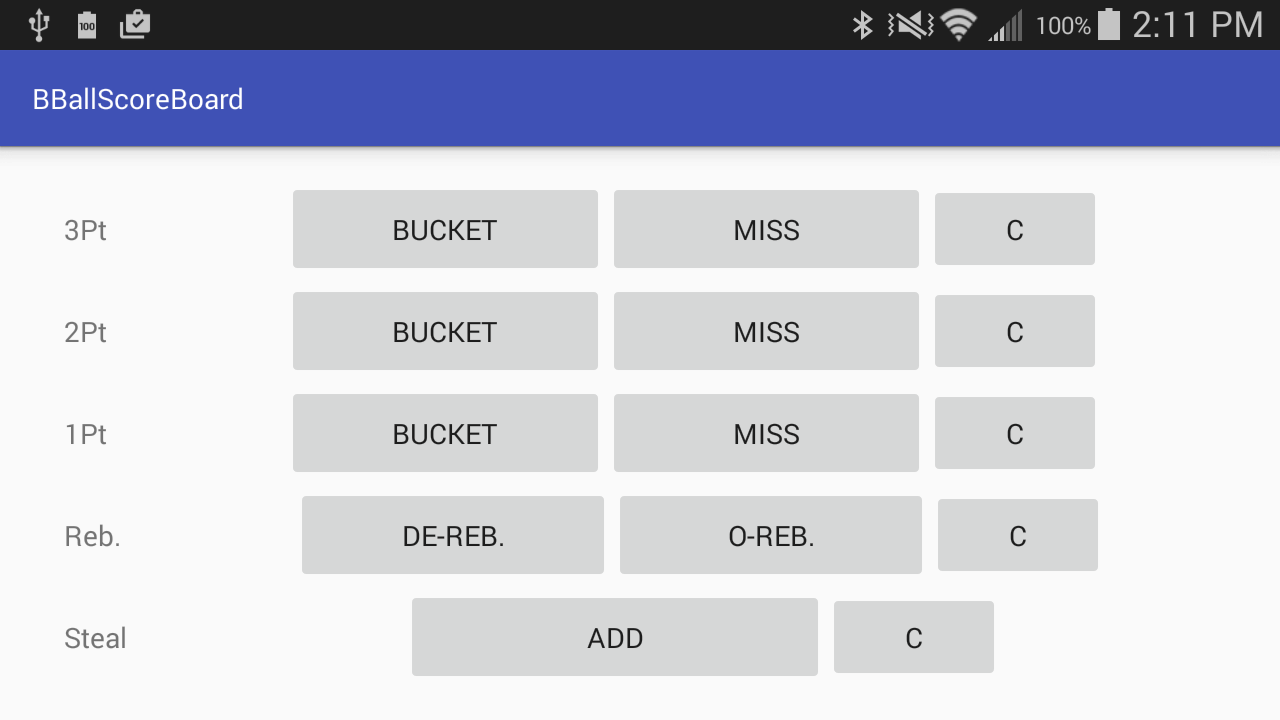 100 100% 2:11 PM
BBallScoreBoard
3Pt BUCKET MISS C
2Pt BUCKET MISS C
1Pt BUCKET MISS C
Reb. DE-REB. O-REB. C
Steal ADD C